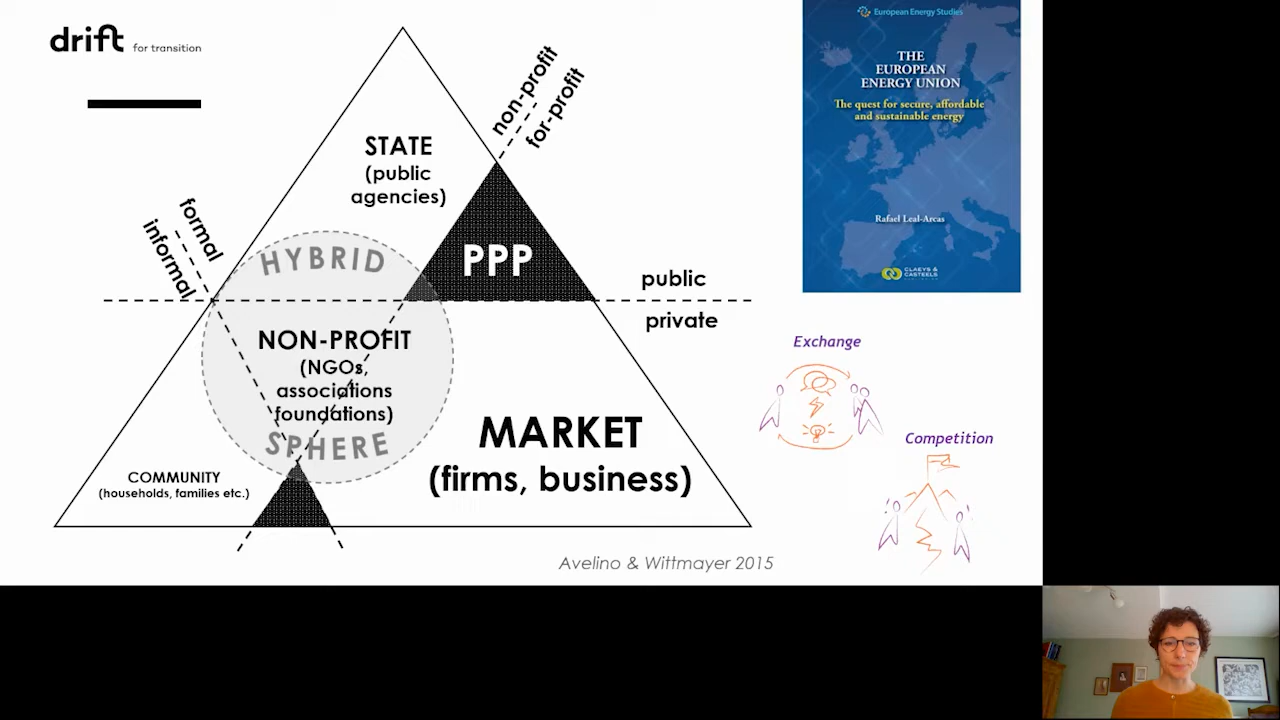 drift for transition
non-profit
for-profit
STATE
(public
agencies)
formal
informal
HYBRID
PPP
public
private
NON-PROFIT
(NGOs,
associations
foundations)
SPHERE
MARKET
(firms, business)
COMMUNITY
(households, families etc.)
Avelino & Wittmayer 2015
European Energy Studies
THE
EUROPEAN
ENERGY UNION
The quest for secure, affordable
and sustainable energy
Rafael Leal-Arcas
CLAEYS &
CASTEELS
Exchange
Competition